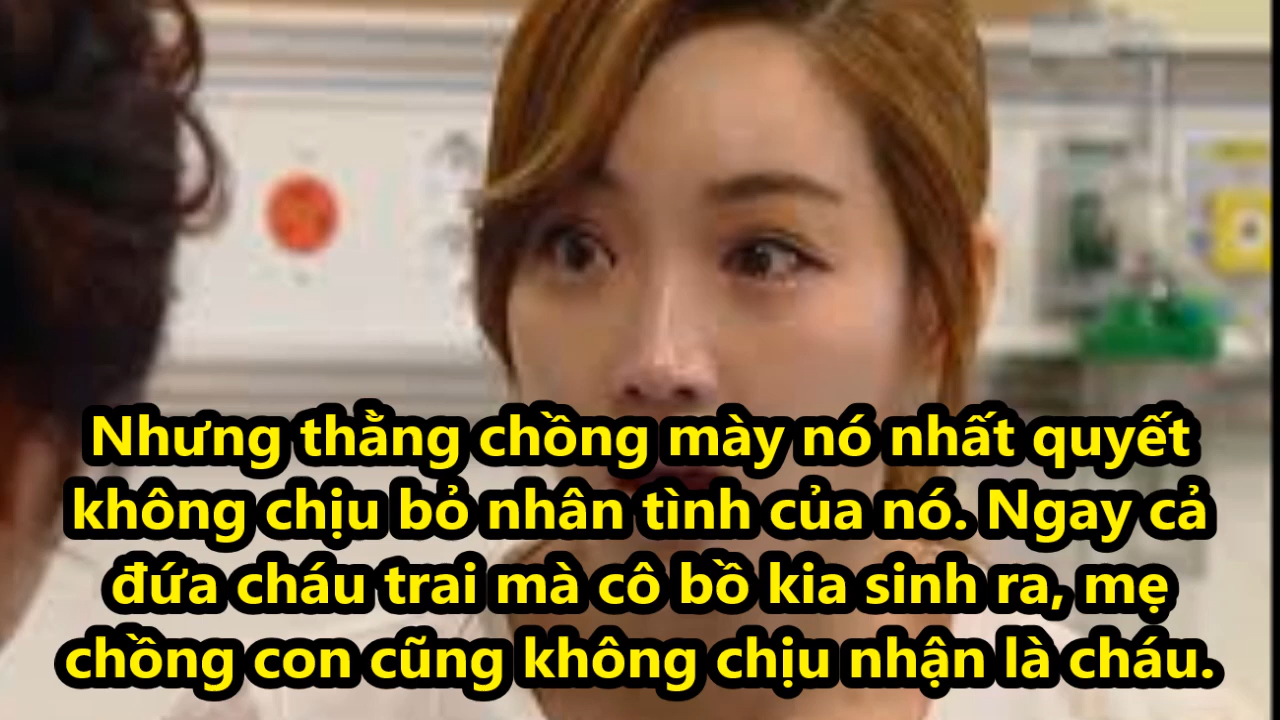 Nhưng thằng chồng mày nó nhất quyết
không chịu bỏ nhân tình của nó. Ngay cả
đứa cháu trai mà cô bồ kia sinh ra, mẹ
chồng con cũng không chịu nhận là cháu.